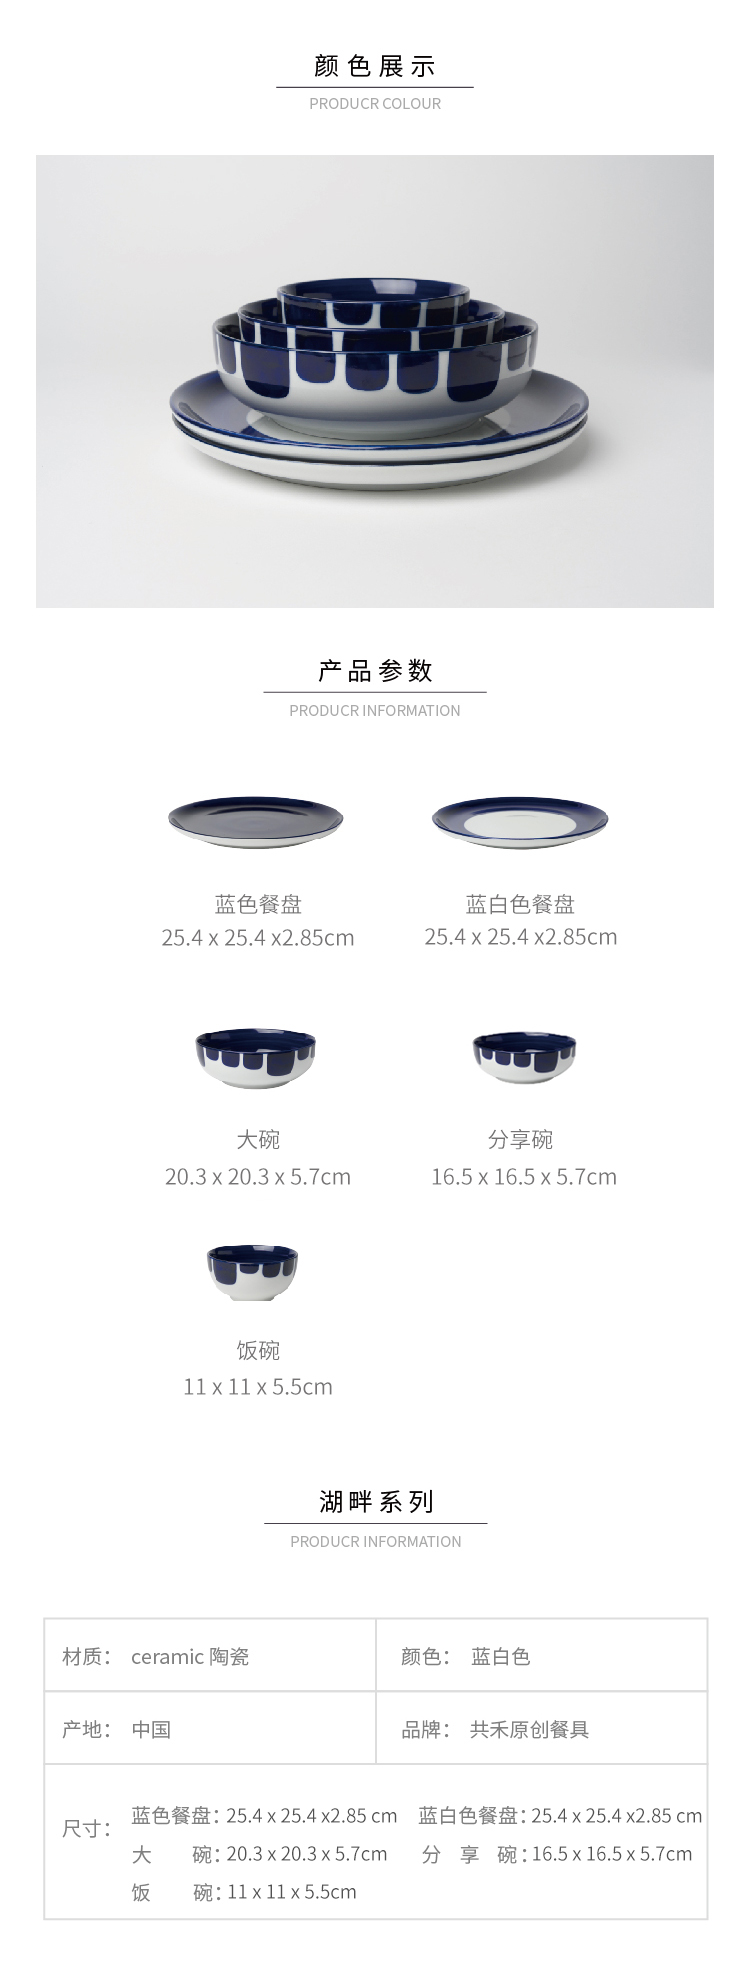 颜色展示
PRODUCR COLOUR
产品参数
PRODUCR INFORMATION
蓝色餐盘
25.4 x 25.4 x2.85cm
蓝白色餐盘
25.4 x 25.4 x2.85cm
大碗
20.3 x 20.3 x 5.7cm
分享碗
16.5 x 16.5 x 5.7cm
饭碗
11 x 11 x 5.5cm
湖畔系列
PRODUCR INFORMATION
材质： ceramic 陶瓷
颜色： 蓝白色
产地： 中国
品牌： 共禾原创餐具
尺寸：
蓝色餐盘：25.4 x 25.4 x2.85 cm
蓝白色餐盘：25.4 x 25.4 x2.85 cm
大 碗：20.3 x 20.3 x 5.7cm
分 享 碗：16.5 x 16.5 x 5.7cm
饭 碗：11 x 11 x 5.5cm